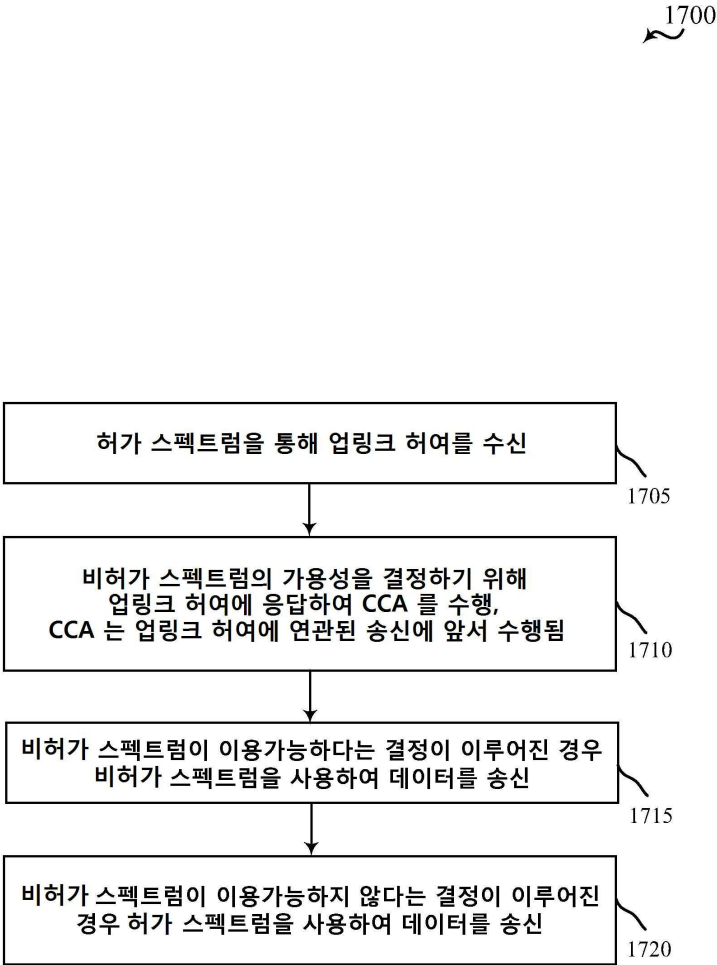 1700
허가 스펙트럼을 통해 업링크 허여를 수신
1705
비허가 스펙트럼의 가용성을 결정하기 위해
업링크 허여에 응답하여 CCA 를 수행,
CCA 는 업링크 허여에 연관된 송신에 앞서 수행됨
1710
비허가 스펙트럼이 이용가능하다는 결정이 이루어진 경우
비허가 스펙트럼을 사용하여 데이터를 송신
1715
비허가 스펙트럼이 이용가능하지 않다는 결정이 이루어진
경우 허가 스펙트럼을 사용하여 데이터를 송신
1720